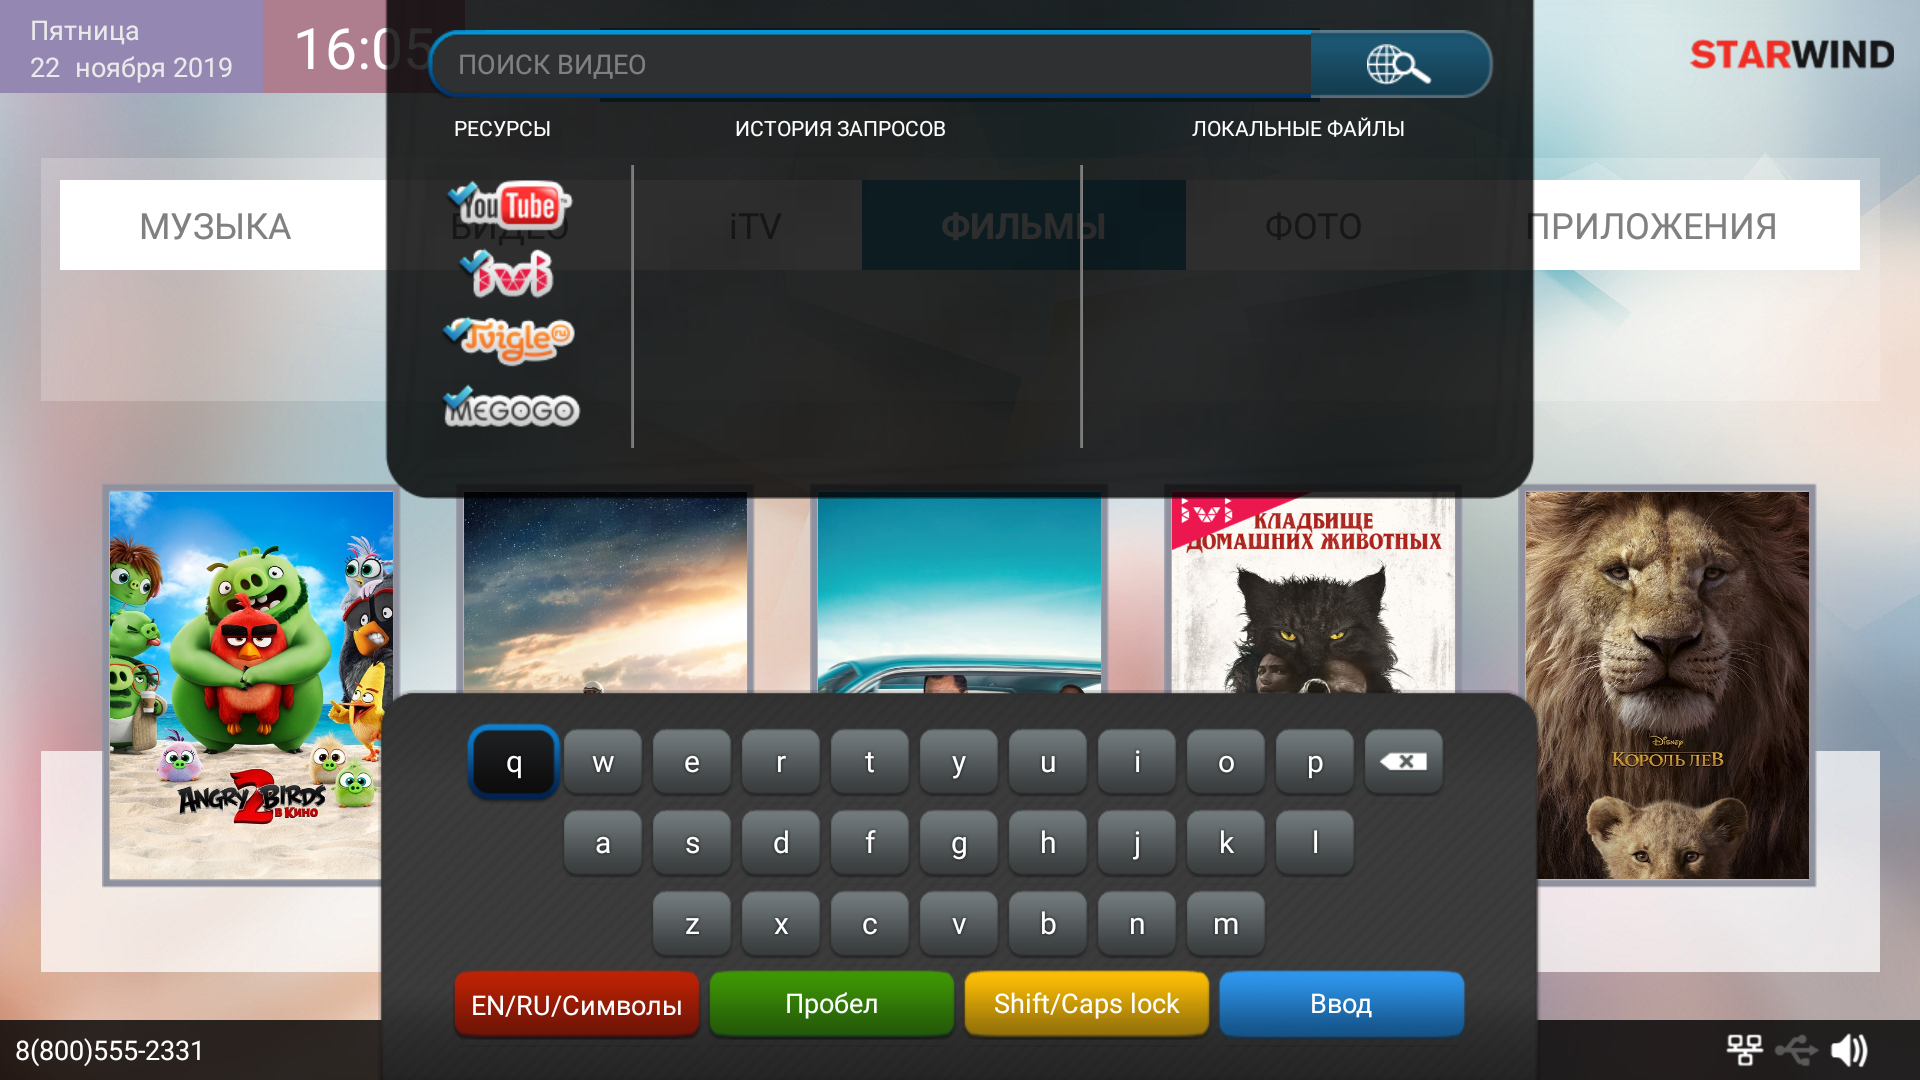 Пятница
22 ноября 2019
16:05
ПОИСК ВИДЕО
STARWIND
РЕСУРСЫ
ИСТОРИЯ ЗАПРОСОВ
ЛОКАЛЬНЫЕ ФАЙЛЫ
YouTube
МУЗЫКА
ВИДЕО
iTV
ФИЛЬМЫ
ФОТО
ПРИЛОЖЕНИЯ
ivi
Tvigle ru
MEGOGO
ivi
КЛАДБИЩЕ
ДОМАШНИХ ЖИВОТНЫХ
Disney
КОРОЛЬ ЛЕВ
ANGRY BIRDS 2
В КИНО
q w e r t y u i o p
a s d f g h j k l
z x c v b n m
EN/RU/Символы
Пробел
Shift/Caps lock
Ввод
8(800)555-2331